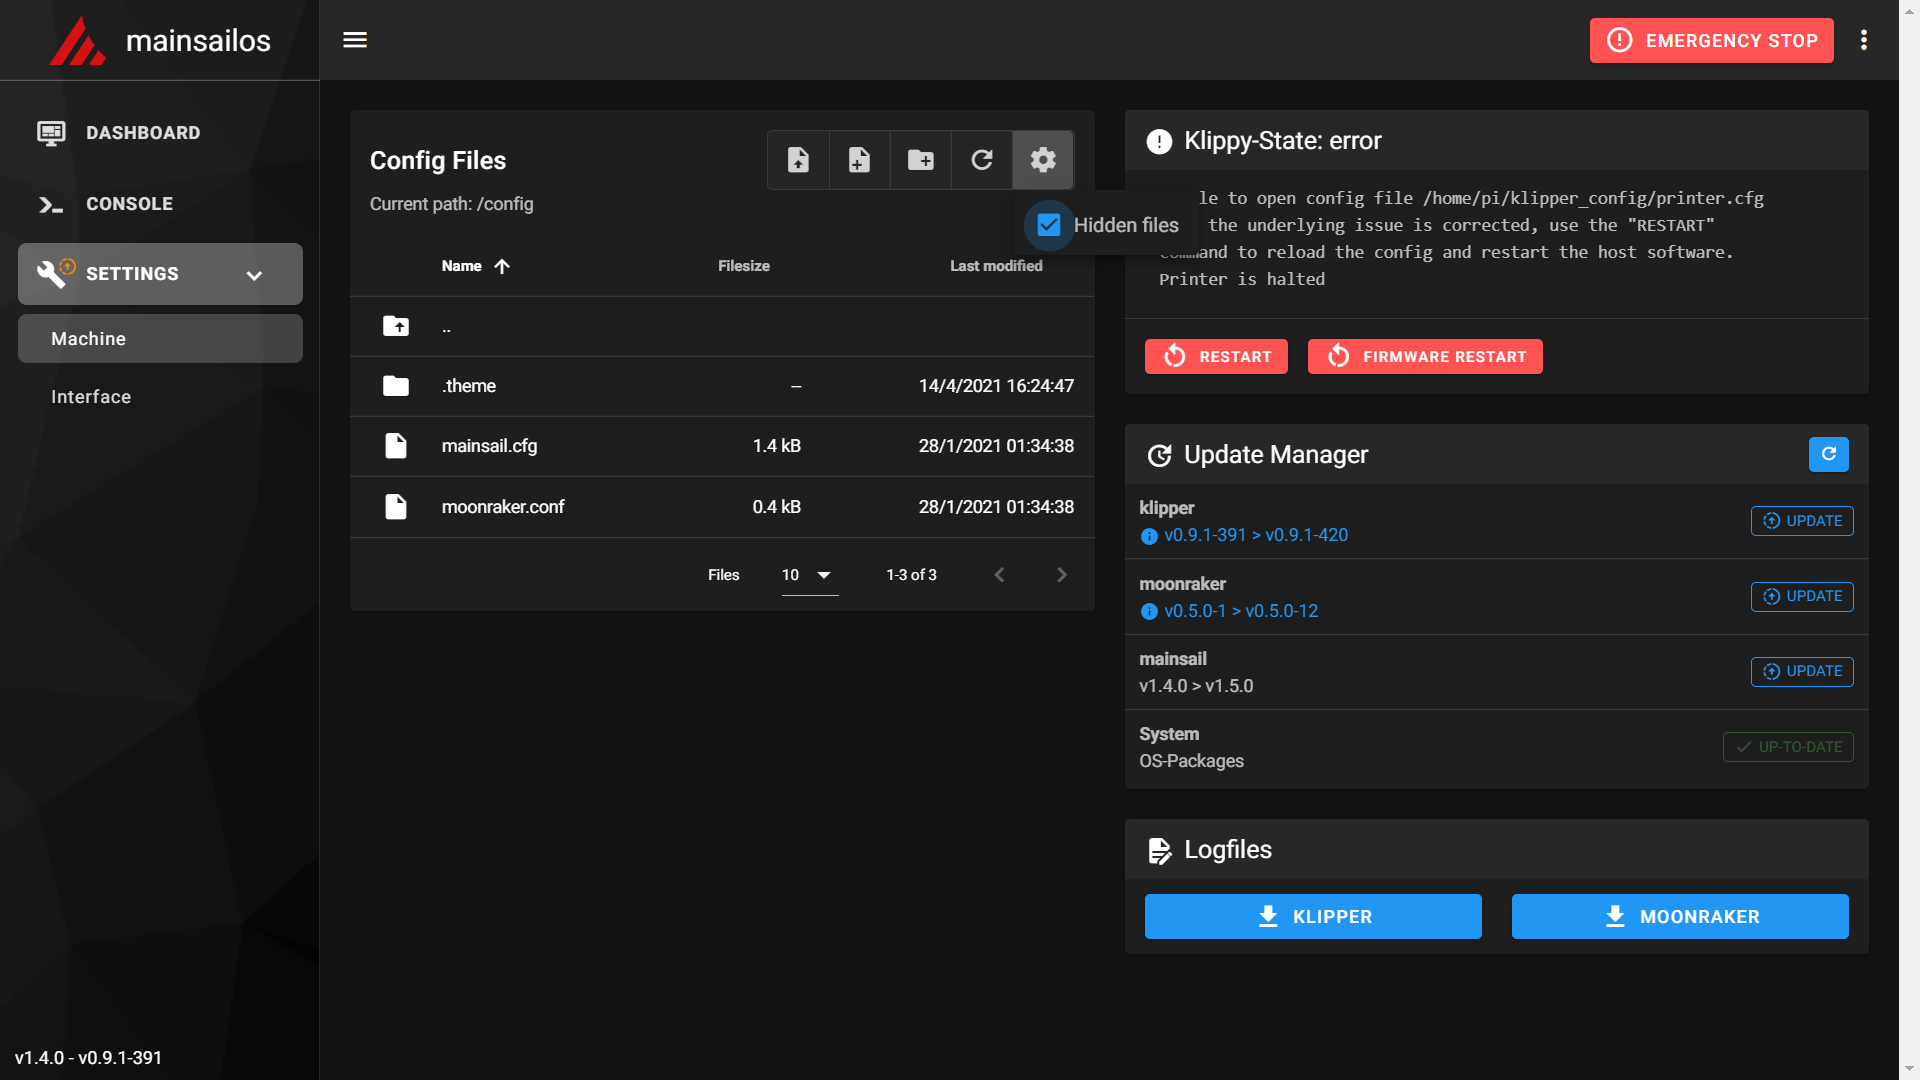 mainsailos
EMERGENCY STOP
DASHBOARD
CONSOLE
SETTINGS
Machine
Interface
v1.4.0 - v0.9.1-391
Config Files
Current path: /config
Hidden files
Name
Filesize
Last modified
..
.theme
--
14/4/2021 16:24:47
mainsail.cfg
1.4 kB
28/1/2021 01:34:38
moonraker.conf
0.4 kB
28/1/2021 01:34:38
Files
10
1-3 of 3
Klippy-State: error
le to open config file /home/pi/klipper_config/printer.cfg
the underlying issue is corrected, use the "RESTART"
to reload the config and restart the host software.
Printer is halted
RESTART
FIRMWARE RESTART
Update Manager
klipper
v0.9.1-391 > v0.9.1-420
UPDATE
moonraker
v0.5.0-1 > v0.5.0-12
UPDATE
mainsail
v1.4.0 > v1.5.0
UPDATE
System
OS-Packages
UP-TO-DATE
Logfiles
KLIPPER
MOONRAKER